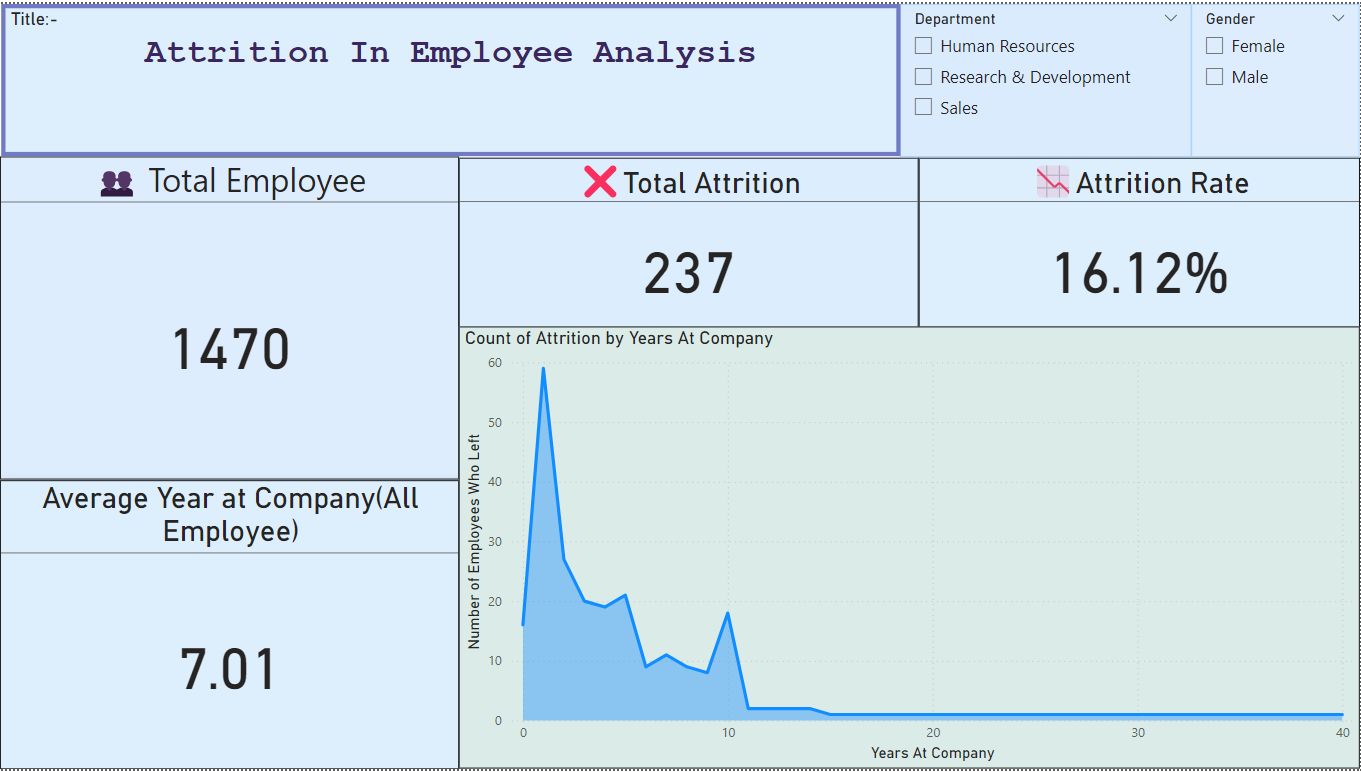 Title:-
Attrition In Employee Analysis
Department
Human Resources
Research & Development
Sales
Gender
Female
Male
Total Employee
1470
Total Attrition
237
Attrition Rate
16.12%
Average Year at Company(All
Employee)
7.01
Count of Attrition by Years At Company
Number of Employees Who Left
60
50
40
30
20
10
0
0 10 20 30 40
Years At Company